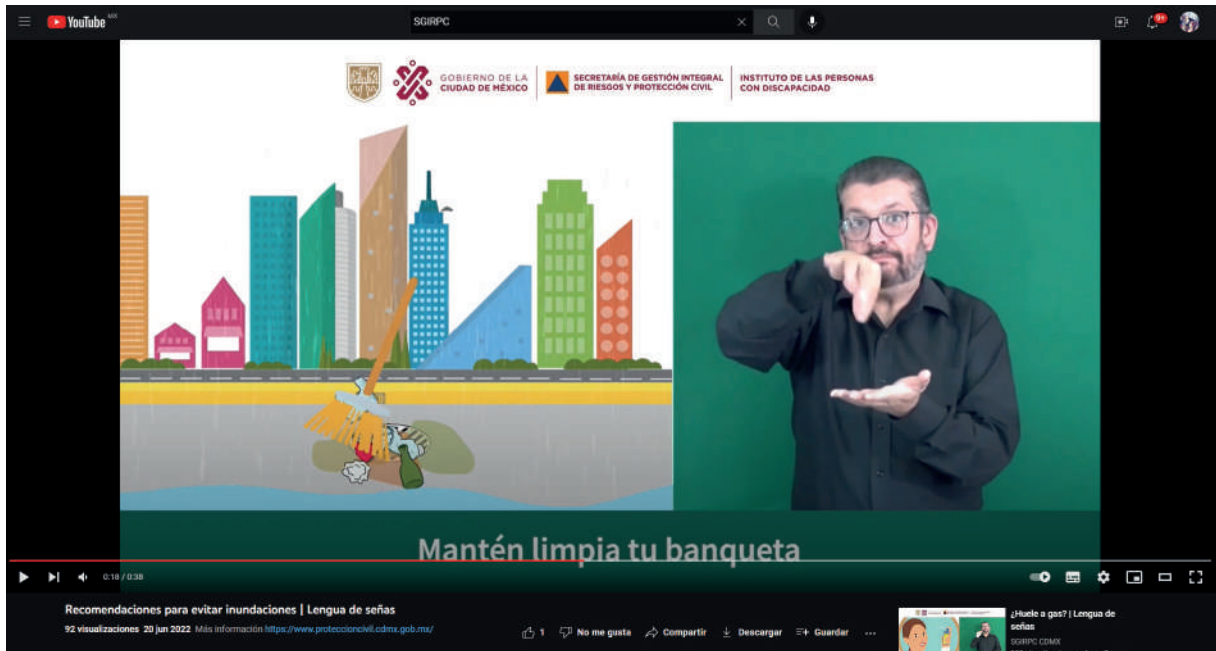 YouTube MX
SGIRPC
9+
GOBIERNO DE LA
CIUDAD DE MÉXICO
SECRETARÍA DE GESTIÓN INTEGRAL
DE RIESGOS Y PROTECCIÓN CIVIL
INSTITUTO DE LAS PERSONAS
CON DISCAPACIDAD
Mantén limpia tu banqueta
0:18 / 0:38
Recomendaciones para evitar inundaciones | Lengua de señas
92 visualizaciones 20 jun 2022 Más información https://www.proteccioncivil.cdmx.gob.mx/
1 No me gusta Compartir Descargar Guardar ...
¿Huele a gas? | Lengua de
señas
SGIRPC CDMX